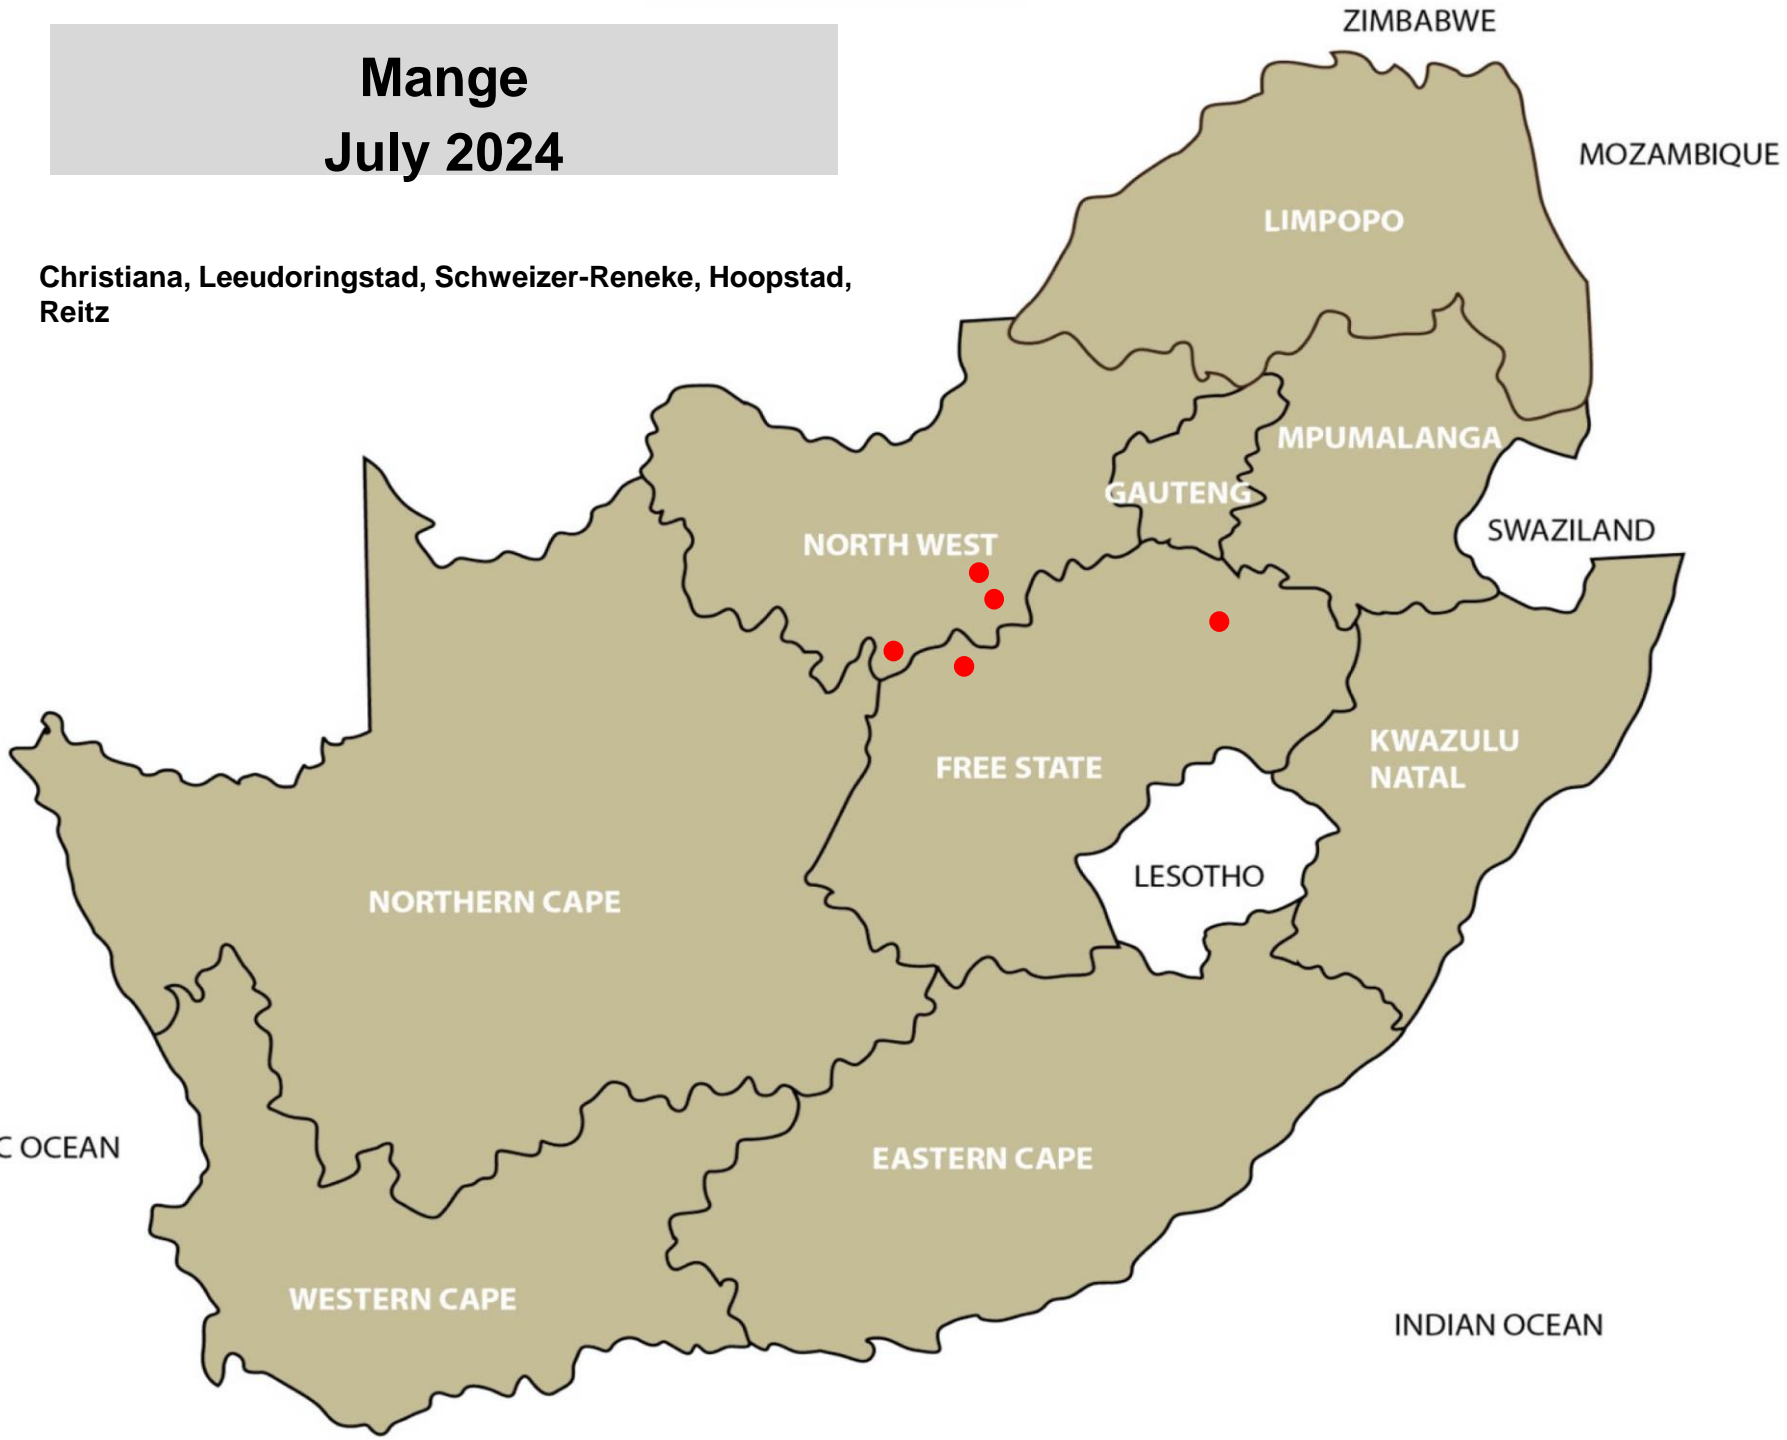 Mange
July 2024
Christiana, Leeudoringstad, Schweizer-Reneke, Hoopstad,
Reitz
ZIMBABWE
MOZAMBIQUE
LIMPOPO
MPUMALANGA
GAUTENG
SWAZILAND
NORTH WEST
KWAZULU
NATAL
FREE STATE
LESOTHO
NORTHERN CAPE
C OCEAN
EASTERN CAPE
WESTERN CAPE
INDIAN OCEAN